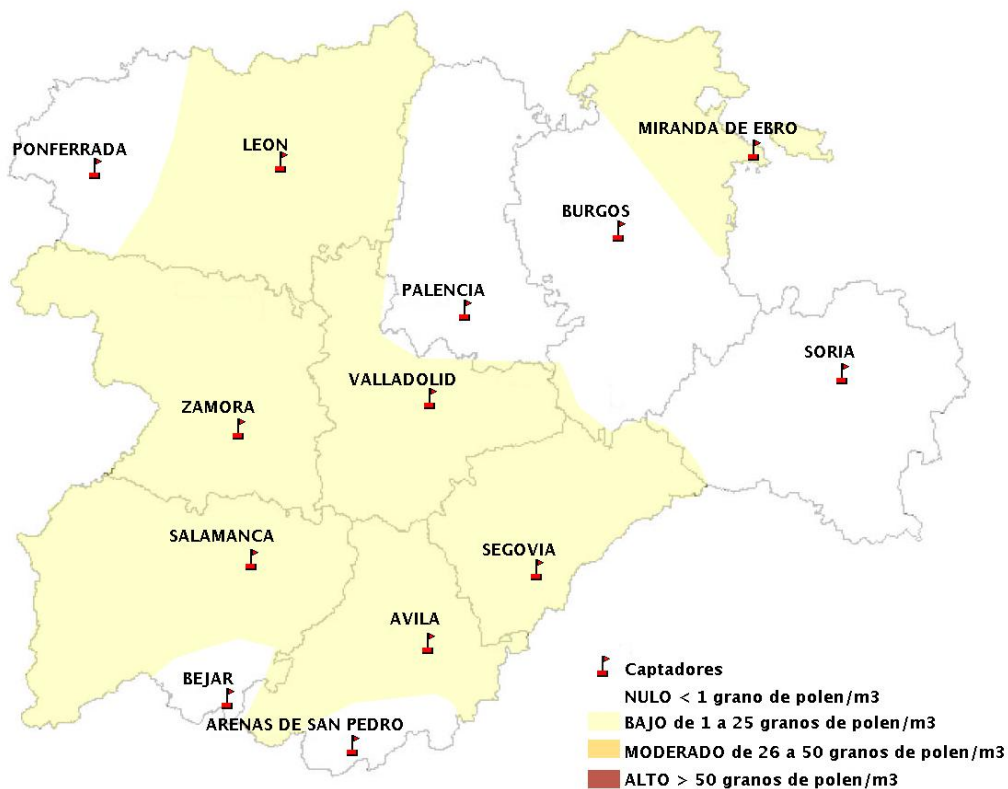 MIRANDA DE EBRO
PONFERRADA
LEON
BURGOS
PALENCIA
SORIA
VALLADOLID
ZAMORA
SALAMANCA
SEGOVIA
AVILA
BEJAR
ARENAS DE SAN PEDRO
Captadores
NULO < 1 grano de polen/m3
BAJO de 1 a 25 granos de polen/m3
MODERADO de 26 a 50 granos de polen/m3
ALTO > 50 granos de polen/m3